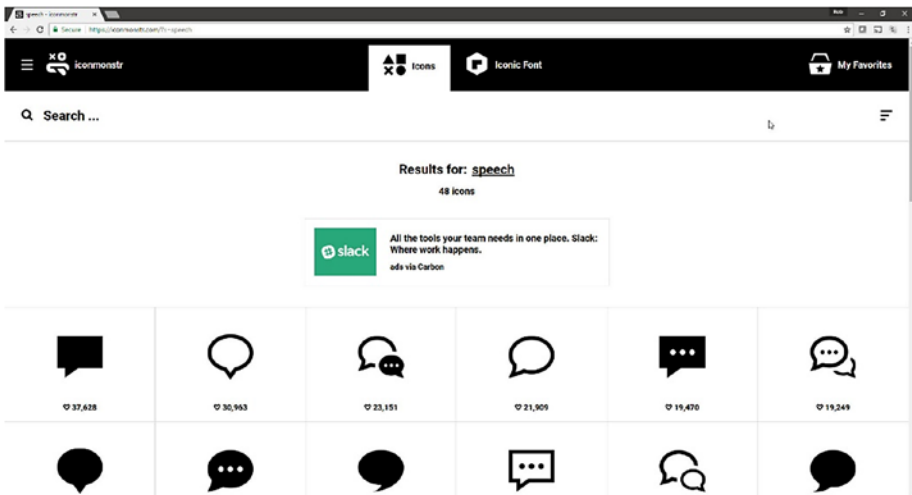 speech - iconmonstr
Secure https://iconmonstr.com/?s=speech
iconmonstr
Icons
Iconic Font
My Favorites
Search ...
Results for: speech
48 icons
slack
All the tools your team needs in one place. Slack:
Where work happens.
ads via Carbon
37,628
30,963
23,151
21,909
19,470
19,249